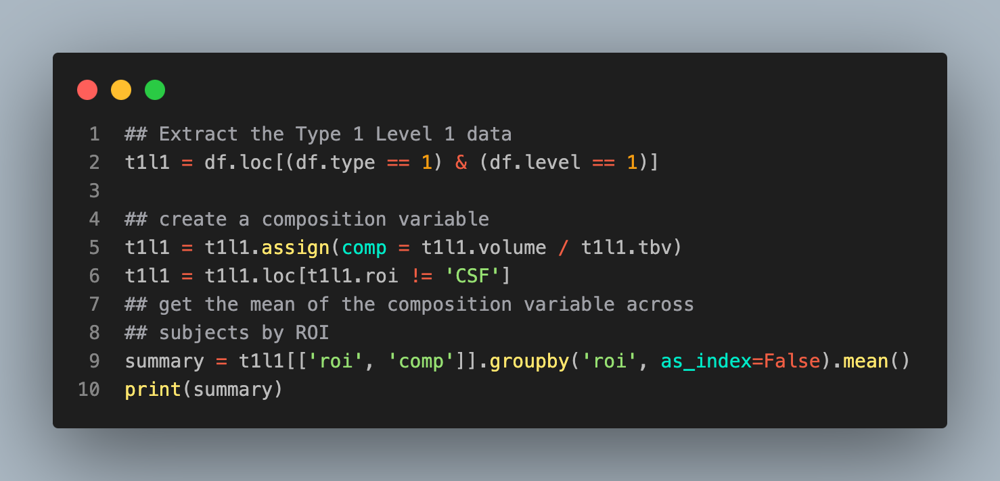 1 ## Extract the Type 1 Level 1 data
2 t1l1 = df.loc[(df.type == 1) & (df.level == 1)]
3
4 ## create a composition variable
5 t1l1 = t1l1.assign(comp = t1l1.volume / t1l1.tbv)
6 t1l1 = t1l1.loc[t1l1.roi != 'CSF']
7 ## get the mean of the composition variable across
8 ## subjects by ROI
9 summary = t1l1[['roi', 'comp']].groupby('roi', as_index=False).mean()
10 print(summary)